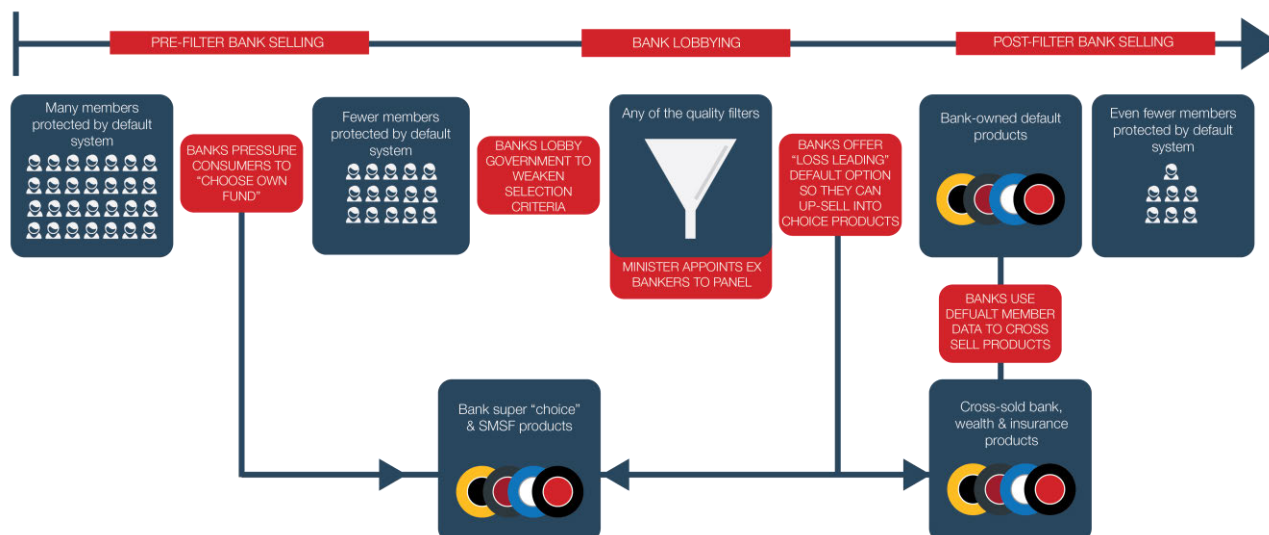 PRE-FILTER BANK SELLING
BANK LOBBYING
POST-FILTER BANK SELLING
Many members
protected by default
system
BANKS PRESSURE
CONSUMERS TO
“CHOOSE OWN
FUND”
Fewer members
protected by default
system
BANKS LOBBY
GOVERNMENT TO
WEAKEN
SELECTION
CRITERIA
Any of the quality filters
MINISTER APPOINTS EX
BANKERS TO PANEL
BANKS OFFER
“LOSS LEADING”
DEFAULT OPTION
SO THEY CAN
UP-SELL INTO
CHOICE PRODUCTS
Bank-owned default
products
Even fewer members
protected by default
system
BANKS USE
DEFUALT MEMBER
DATA TO CROSS
SELL PRODUCTS
Bank super “choice”
& SMSF products
Cross-sold bank,
wealth & insurance
products